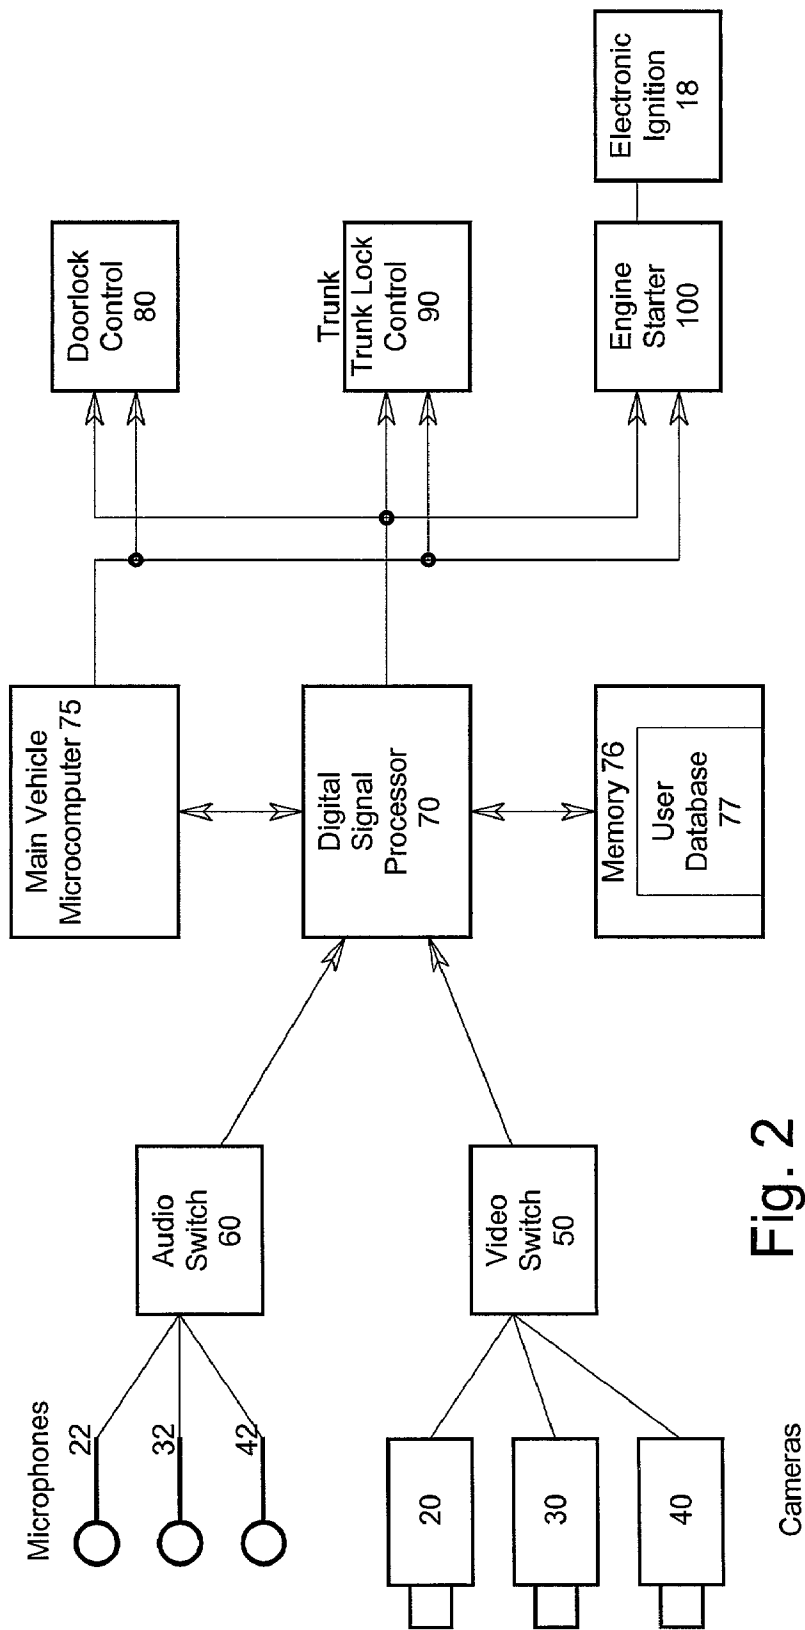 Microphones
22
32
42
Audio
Switch
60
Main Vehicle
Microcomputer 75
Doorlock
Control
80
Digital
Signal
Processor
70
Trunk
Trunk Lock
Control
90
20
30
40
Video
Switch
50
Memory 76
User
Database
77
Engine
Starter
100
Electronic
Ignition
18
Cameras
Fig. 2